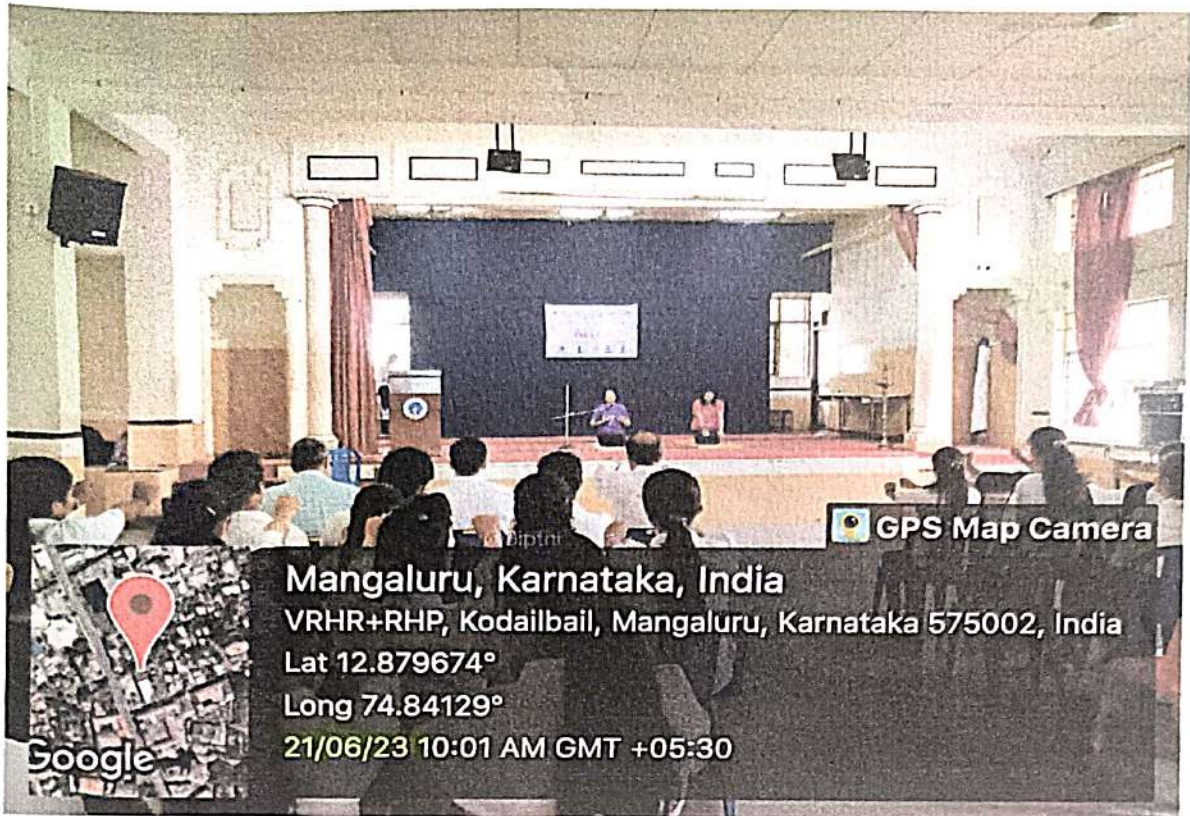 GPS Map Camera
Mangaluru, Karnataka, India
VRHR+RHP, Kodailbail, Mangaluru, Karnataka 575002, India
Lat 12.879674°
Long 74.84129°
21/06/23 10:01 AM GMT +05:30
Google